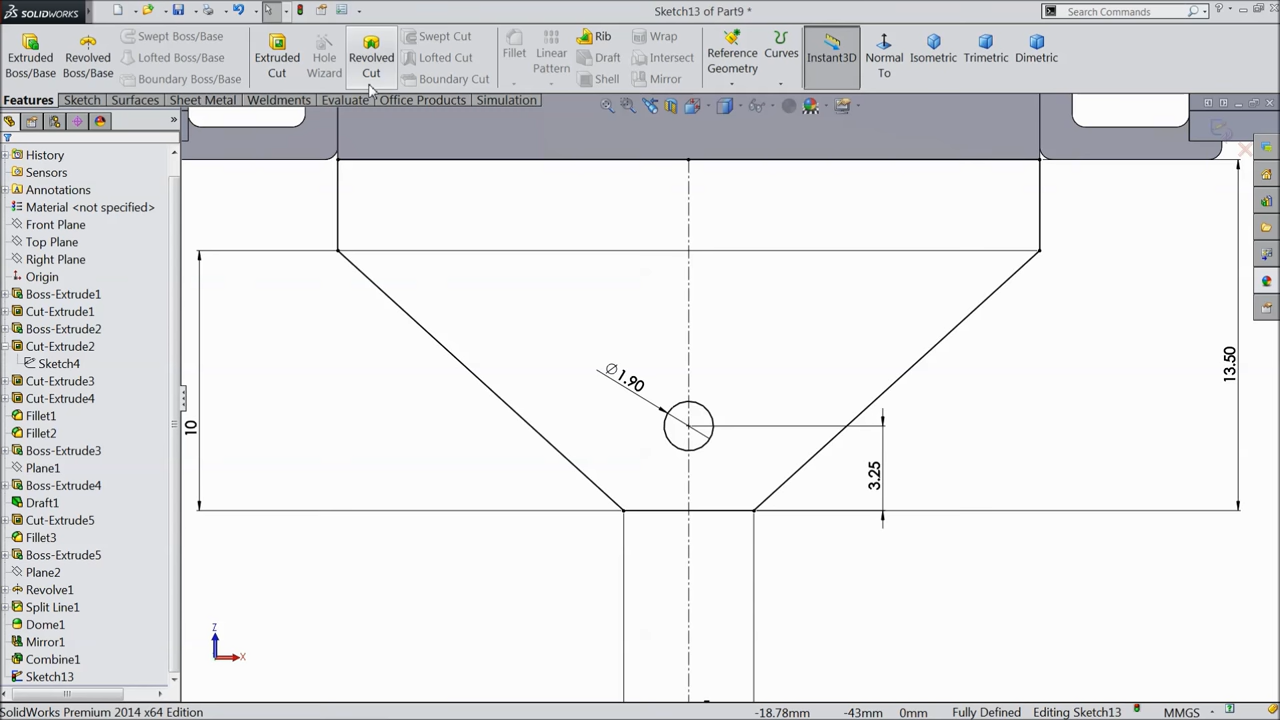 SOLIDWORKS
Sketch13 of Part9 *
Search Commands
Extruded Boss/Base
Revolved Boss/Base
Swept Boss/Base
Lofted Boss/Base
Boundary Boss/Base
Extruded Cut
Hole Wizard
Revolved Cut
Swept Cut
Lofted Cut
Boundary Cut
Fillet
Linear Pattern
Rib
Draft
Shell
Wrap
Intersect
Mirror
Reference Geometry
Curves
Instant3D
Normal To
Isometric
Trimetric
Dimetric
Features
Sketch
Surfaces
Sheet Metal
Weldments
Evaluate
Office Products
Simulation
History
Sensors
Annotations
Material <not specified>
Front Plane
Top Plane
Right Plane
Origin
Boss-Extrude1
Cut-Extrude1
Boss-Extrude2
Cut-Extrude2
Sketch4
Cut-Extrude3
Cut-Extrude4
Fillet1
Fillet2
Boss-Extrude3
Plane1
Boss-Extrude4
Draft1
Cut-Extrude5
Fillet3
Boss-Extrude5
Plane2
Revolve1
Split Line1
Dome1
Mirror1
Combine1
Sketch13
∅1.90
10
3.25
13.50
Z
X
SolidWorks Premium 2014 x64 Edition
-18.78mm
-43mm
0mm
Fully Defined
Editing Sketch13
MMGS